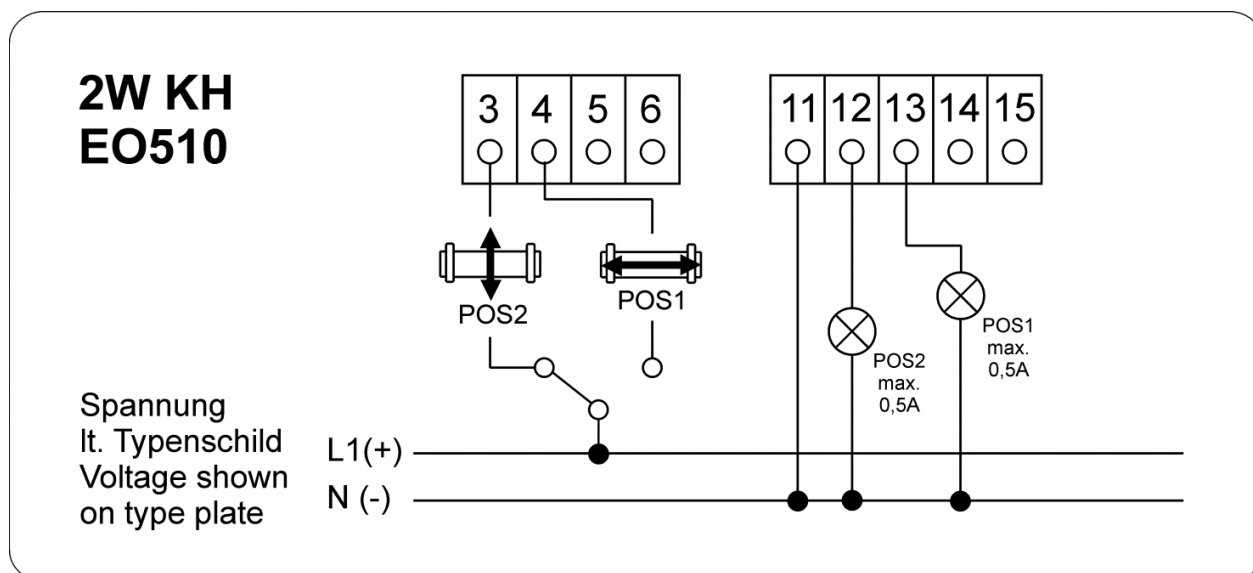 2W KH
EO510
3 4 5 6
11 12 13 14 15
POS2
POS1
POS2
max.
0,5A
POS1
max.
0,5A
Spannung
lt. Typenschild
Voltage shown
on type plate
L1(+)
N (-)